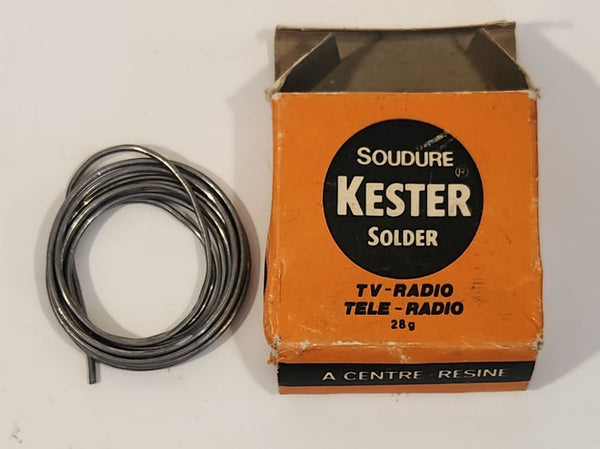 SOUDURE
KESTER®
SOLDER
TV-RADIO
TELE-RADIO
28g
A CENTRE-RESINE